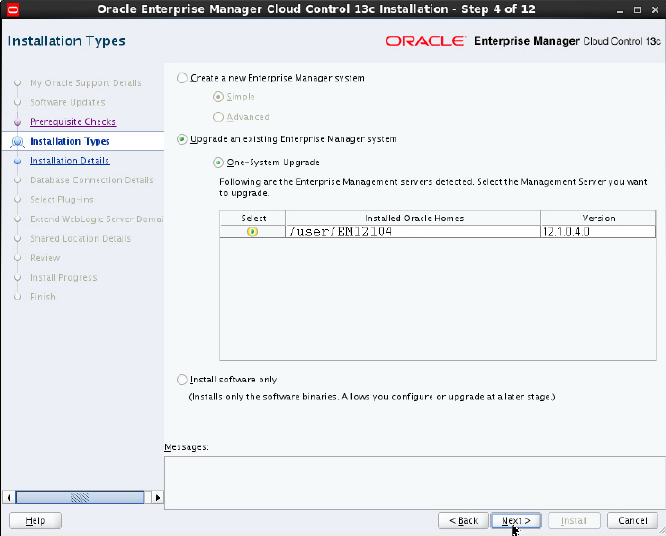 Oracle Enterprise Manager Cloud Control 13c Installation - Step 4 of 12
Installation Types
ORACLE Enterprise Manager Cloud Control 13c
My Oracle Support Details
Software Updates
Prerequisite Checks
Installation Types
Installation Details
Database Connection Details
Select Plug-ins
Extend WebLogic Server Domai
Shared Location Details
Review
Install Progress
Finish
Create a new Enterprise Manager system
Simple
Advanced
Upgrade an existing Enterprise Manager system
One-System Upgrade
Following are the Enterprise Management servers detected. Select the Management Server you want
to upgrade.
Select Installed Oracle Homes Version
/user/EM12104 12.1.0.4.0
Install software only
(Installs only the software binaries. Allows you configure or upgrade at a later stage.)
Messages:
Help < Back Next > Install Cancel